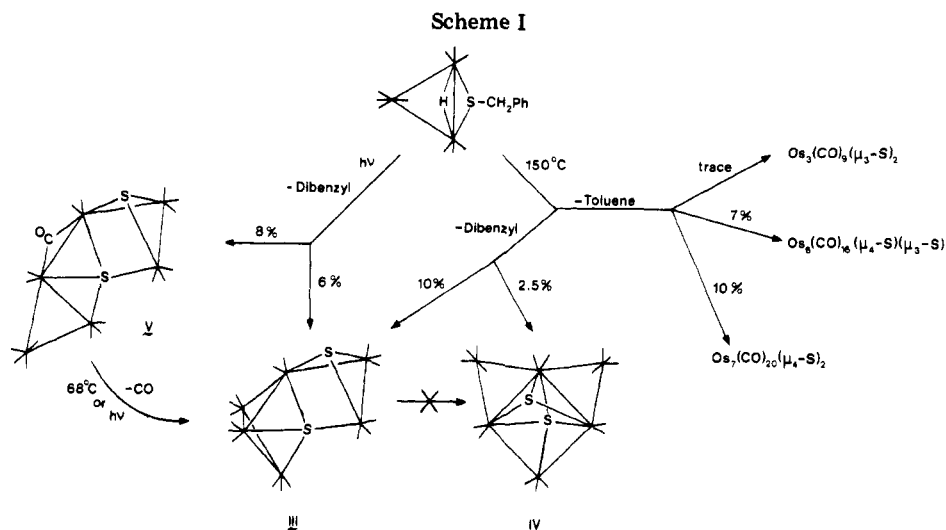 Scheme I
H
S-CH₂Ph
hν
150°C
-Dibenzyl
-Toluene
trace
Os₃(CO)₉(μ₃-S)₂
7%
Os₆(CO)₁₆(μ₄-S)(μ₃-S)
10%
Os₇(CO)₂₀(μ₄-S)₂
-Dibenzyl
10%
2.5%
8%
6%
S
OC
S
V
68°C
or
hν
-CO
S
S
III
S
S
IV